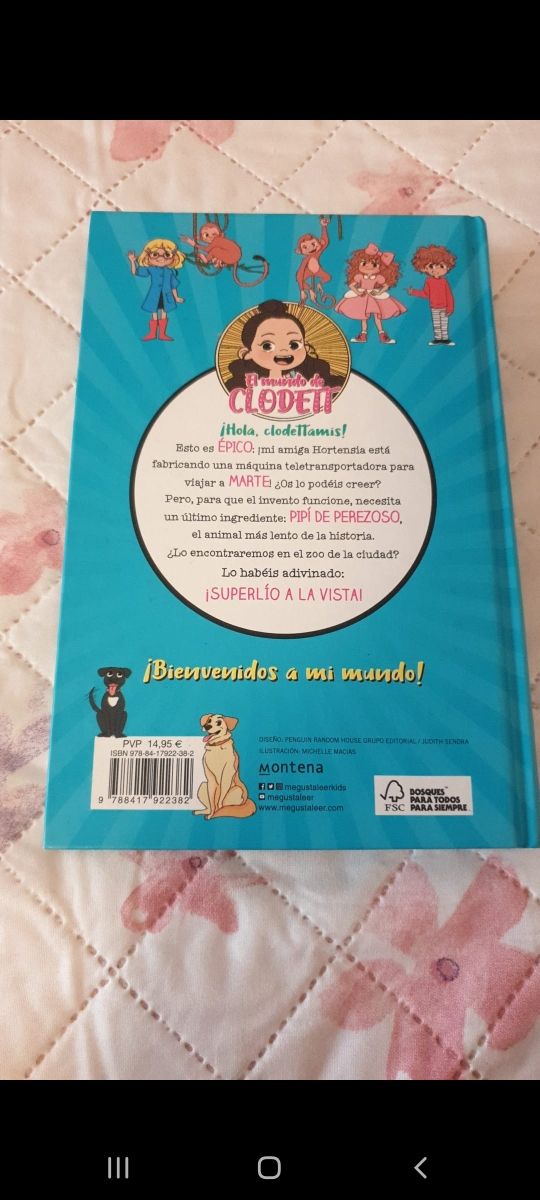 El mundo de
CLODETT
¡Hola, clodettamis!
Esto es ÉPICO: ¡mi amiga Hortensia está
fabricando una máquina teletransportadora para
viajar a MARTE! ¿Os lo podéis creer?
Pero, para que el invento funcione, necesita
un último ingrediente: PIPÍ DE PEREZOSO,
el animal más lento de la historia.
¿Lo encontraremos en el zoo de la ciudad?
Lo habéis adivinado:
¡SUPERLÍO A LA VISTA!
¡Bienvenidos a mi mundo!
PVP 14,95 €
ISBN 978-84-17922-38-2
9 788417 922382
DISEÑO: PENGUIN RANDOM HOUSE GRUPO EDITORIAL / JUDITH SENDRA
ILUSTRACIÓN: MICHELLE MACIAS
montena
megustaleerkids
megustaleer
www.megustaleer.com
FSC
BOSQUES
PARA TODOS
PARA SIEMPRE